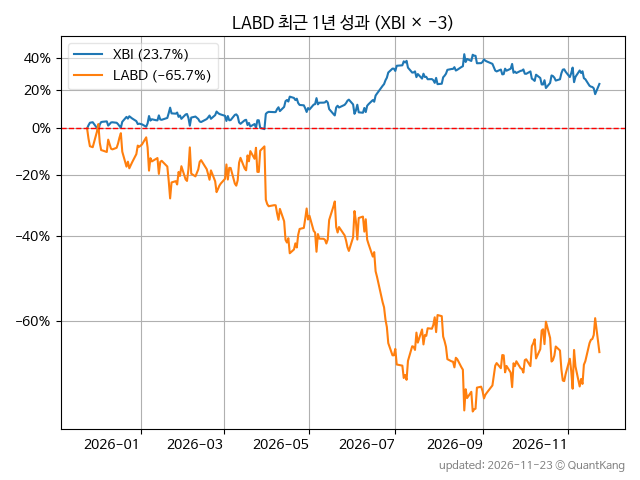 LABD 최근 1년 성과 (XBI × −3)
XBI (23.7%)
LABD (−65.7%)
40%
20%
0%
−20%
−40%
−60%
2026-01 2026-03 2026-05 2026-07 2026-09 2026-11
updated: 2026-11-23 © QuantKang